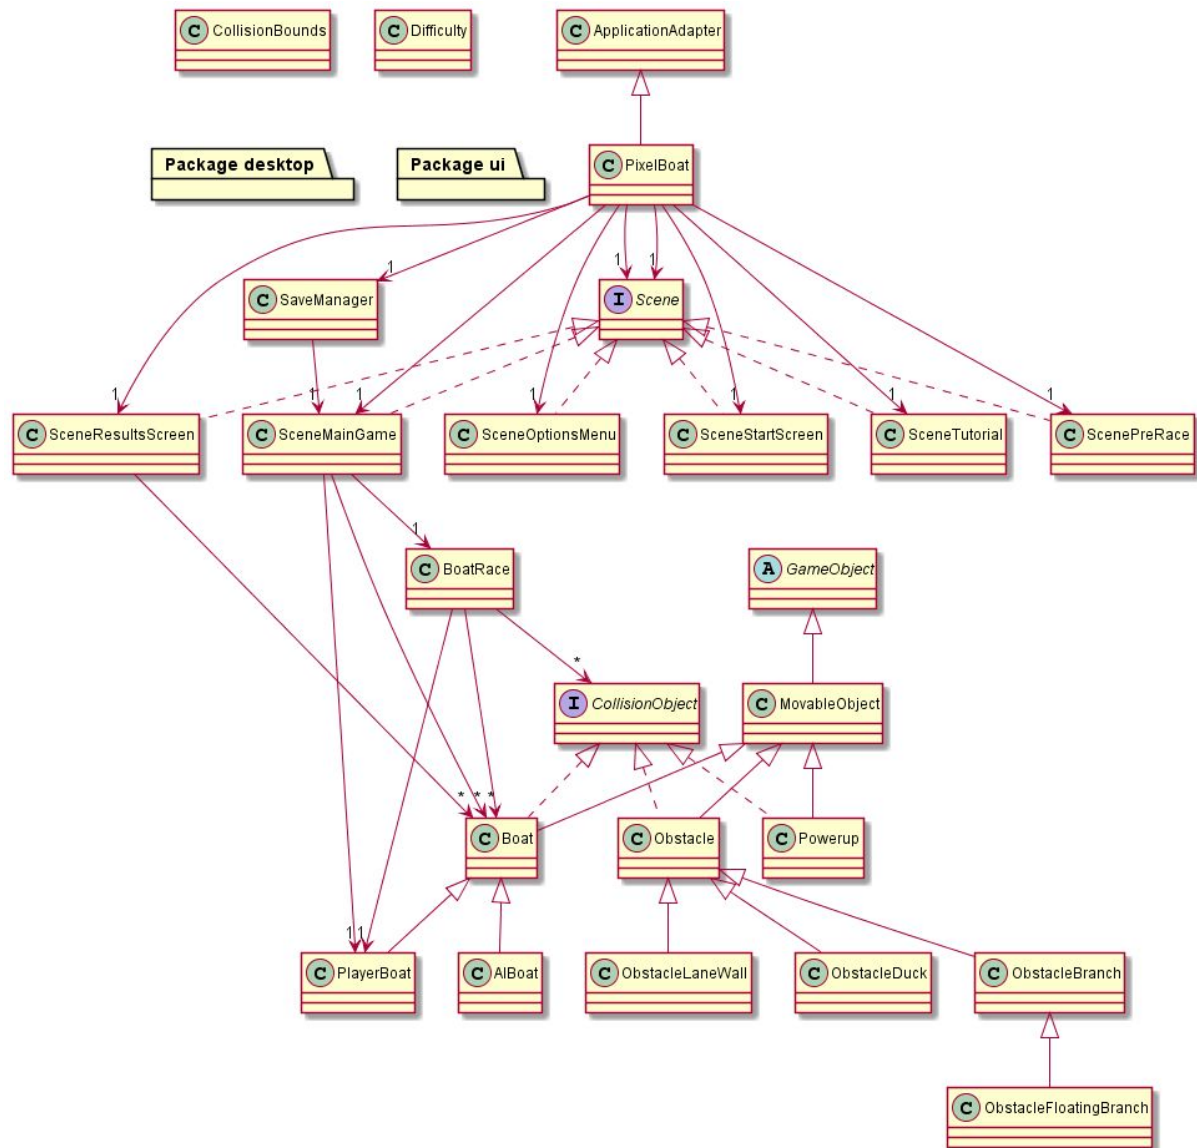 C CollisionBounds
C Difficulty
C ApplicationAdapter
Package desktop
Package ui
C PixelBoat
1
1
1
C SaveManager
I Scene
1
1
1
1
1
1
1
C SceneResultsScreen
C SceneMainGame
C SceneOptionsMenu
C SceneStartScreen
C SceneTutorial
C ScenePreRace
1
C BoatRace
A GameObject
*
I CollisionObject
C MovableObject
*
*
*
C Boat
C Obstacle
C Powerup
1
1
C PlayerBoat
C AIBoat
C ObstacleLaneWall
C ObstacleDuck
C ObstacleBranch
C ObstacleFloatingBranch